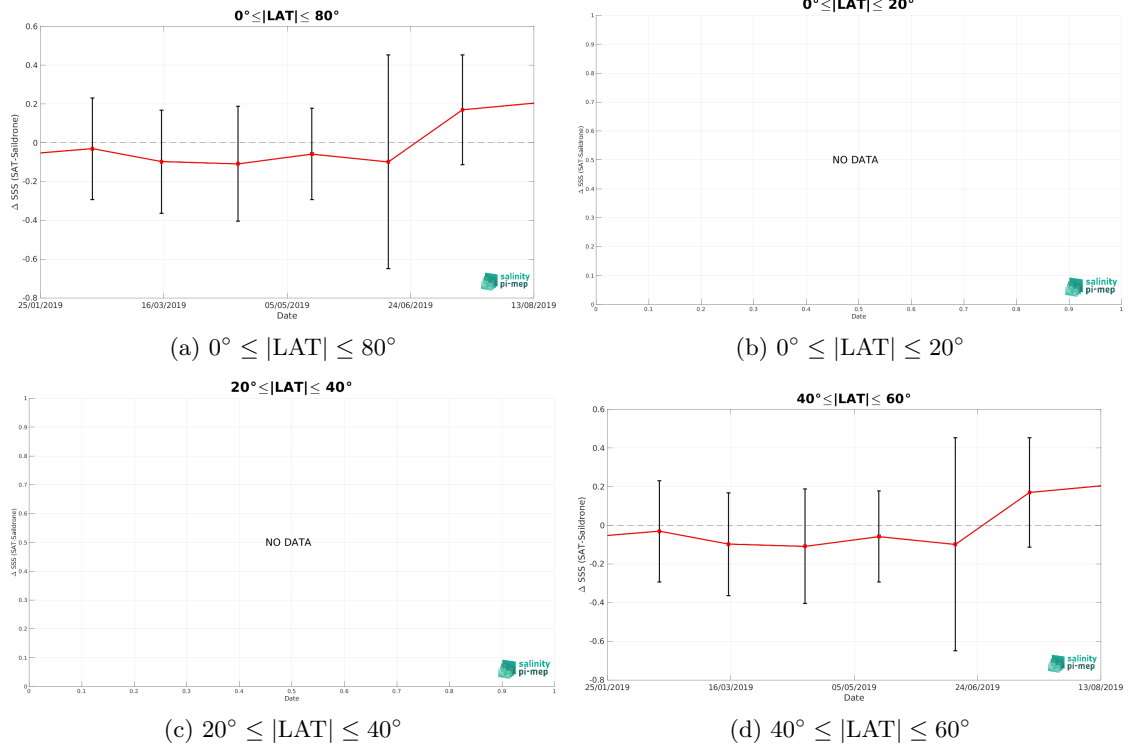 0°≤|LAT|≤ 80°
0.6
0.4
0.2
0
-0.2
-0.4
-0.6
-0.8
Δ SSS (SAT-Saildrone)
25/01/2019 16/03/2019 05/05/2019 24/06/2019 13/08/2019
Date
salinity
pi-mep
(a) 0° ≤ |LAT| ≤ 80°
0°≤|LAT|≤ 20°
1
0.9
0.8
0.7
0.6
0.5
0.4
0.3
0.2
0.1
0
Δ SSS (SAT-Saildrone)
NO DATA
0 0.1 0.2 0.3 0.4 0.5 0.6 0.7 0.8 0.9 1
Date
salinity
pi-mep
(b) 0° ≤ |LAT| ≤ 20°
20°≤|LAT|≤ 40°
1
0.9
0.8
0.7
0.6
0.5
0.4
0.3
0.2
0.1
0
Δ SSS (SAT-Saildrone)
NO DATA
0 0.1 0.2 0.3 0.4 0.5 0.6 0.7 0.8 0.9 1
Date
salinity
pi-mep
(c) 20° ≤ |LAT| ≤ 40°
40°≤|LAT|≤ 60°
0.6
0.4
0.2
0
-0.2
-0.4
-0.6
-0.8
Δ SSS (SAT-Saildrone)
25/01/2019 16/03/2019 05/05/2019 24/06/2019 13/08/2019
Date
salinity
pi-mep
(d) 40° ≤ |LAT| ≤ 60°